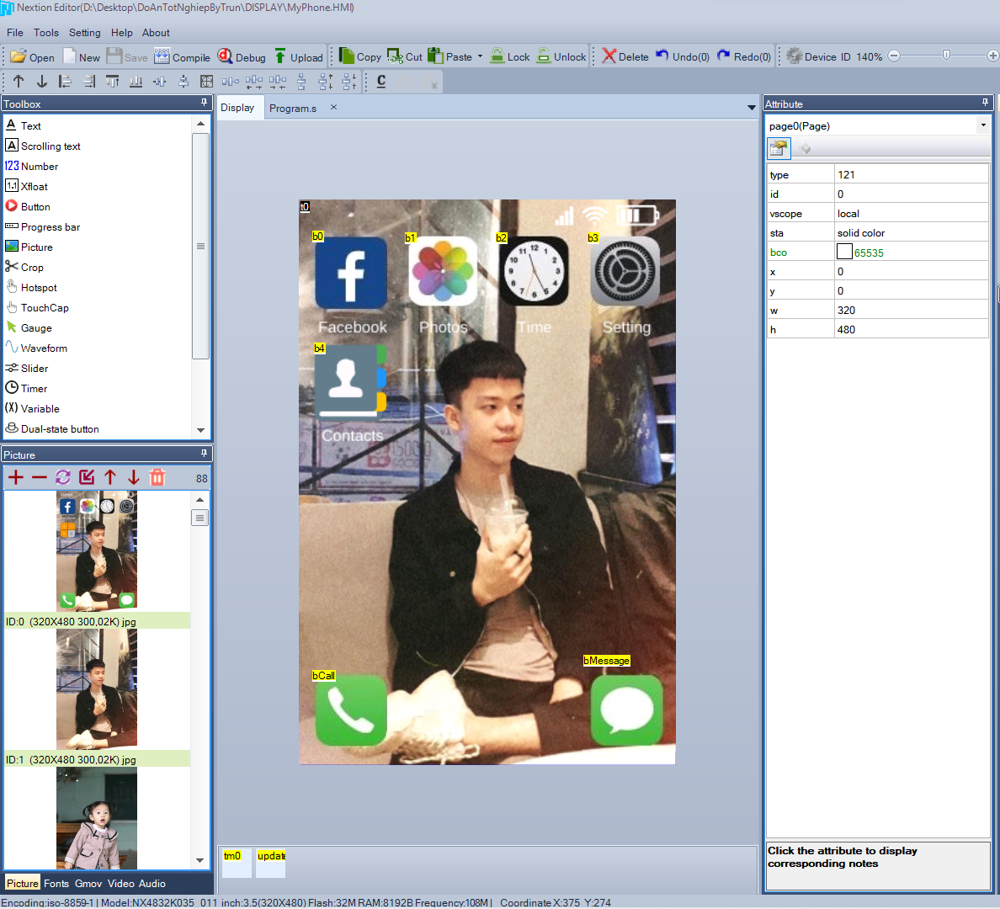 Nextion Editor(D:\Desktop\DoAnTotNghiepByTrun\DISPLAY\MyPhone.HMI)
File Tools Setting Help About
Open New Save Compile Debug Upload Copy Cut Paste Lock Unlock Delete Undo(0) Redo(0) Device ID 140%
C
Toolbox
Text
Scrolling text
Number
Xfloat
Button
Progress bar
Picture
Crop
Hotspot
TouchCap
Gauge
Waveform
Slider
Timer
Variable
Dual-state button
Picture
88
ID:0 (320X480 300,02K) jpg
ID:1 (320X480 300,02K) jpg
Picture Fonts Gmov Video Audio
Display Program.s
t0
b0 b1 b2 b3
Facebook Photos Time Setting
b4
Contacts
bCall bMessage
tm0 update
Attribute
page0(Page)
type 121
id 0
vscope local
sta solid color
bco 65535
x 0
y 0
w 320
h 480
Click the attribute to display
corresponding notes
Encoding:iso-8859-1 | Model:NX4832K035_011 inch:3.5(320X480) Flash:32M RAM:8192B Frequency:108M | Coordinate X:375 Y:274